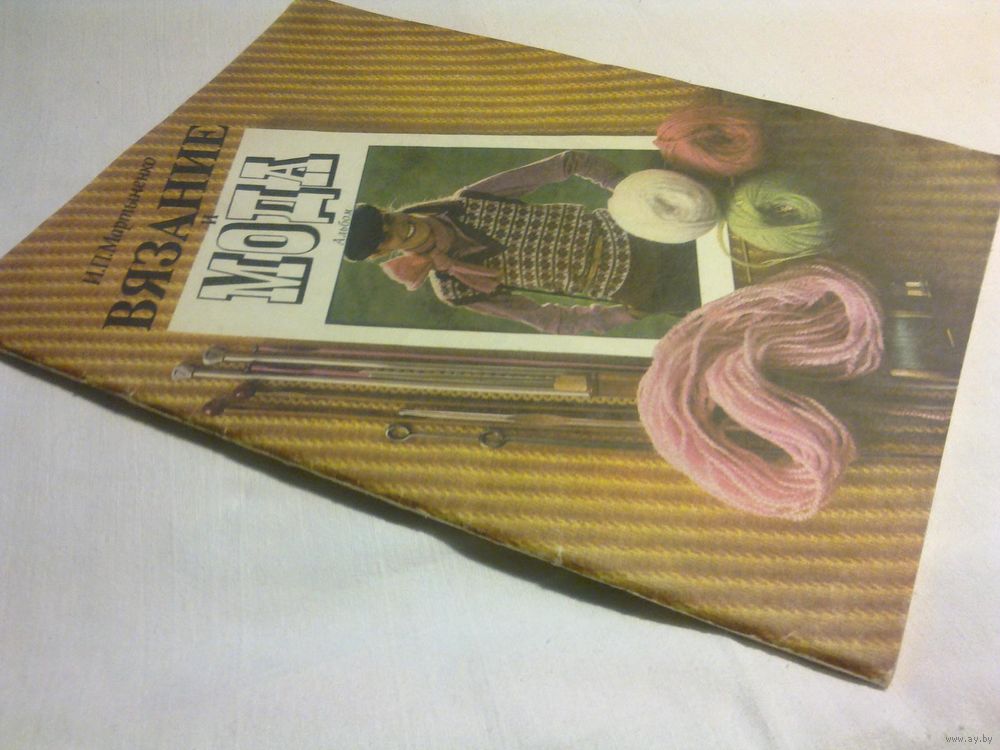 И.П.Мартыненко
ВЯЗАНИЕ
и
МОДА
Альбом
www.ay.by